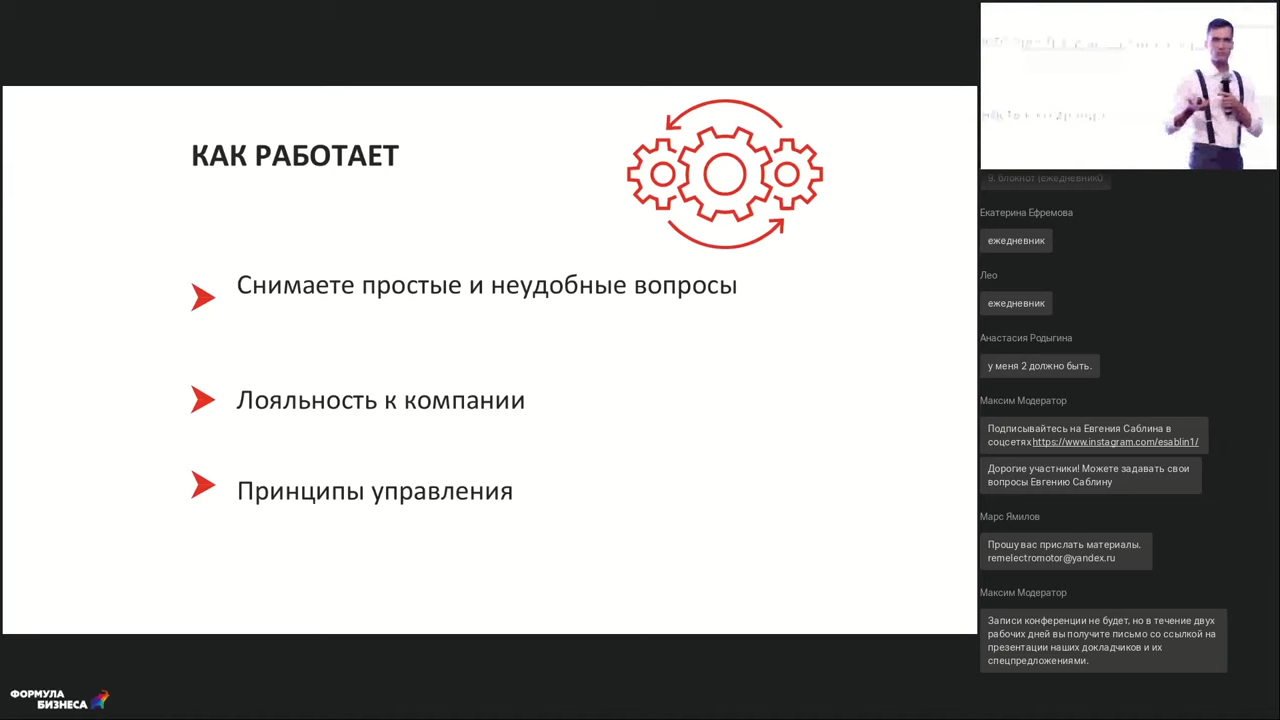 КАК РАБОТАЕТ
Снимаете простые и неудобные вопросы
Лояльность к компании
Принципы управления
9. блокнот (ежедневник0
Екатерина Ефремова
ежедневник
Лео
ежедневник
Анастасия Родыгина
у меня 2 должно быть.
Максим Модератор
Подписывайтесь на Евгения Саблина в
соцсетях https://www.instagram.com/esablin1/
Дорогие участники! Можете задавать свои
вопросы Евгению Саблину
Марс Ямилов
Прошу вас прислать материалы.
remelectromotor@yandex.ru
Максим Модератор
Записи конференции не будет, но в течение двух
рабочих дней вы получите письмо со ссылкой на
презентации наших докладчиков и их
спецпредложениями.
ФОРМУЛА
БИЗНЕСА